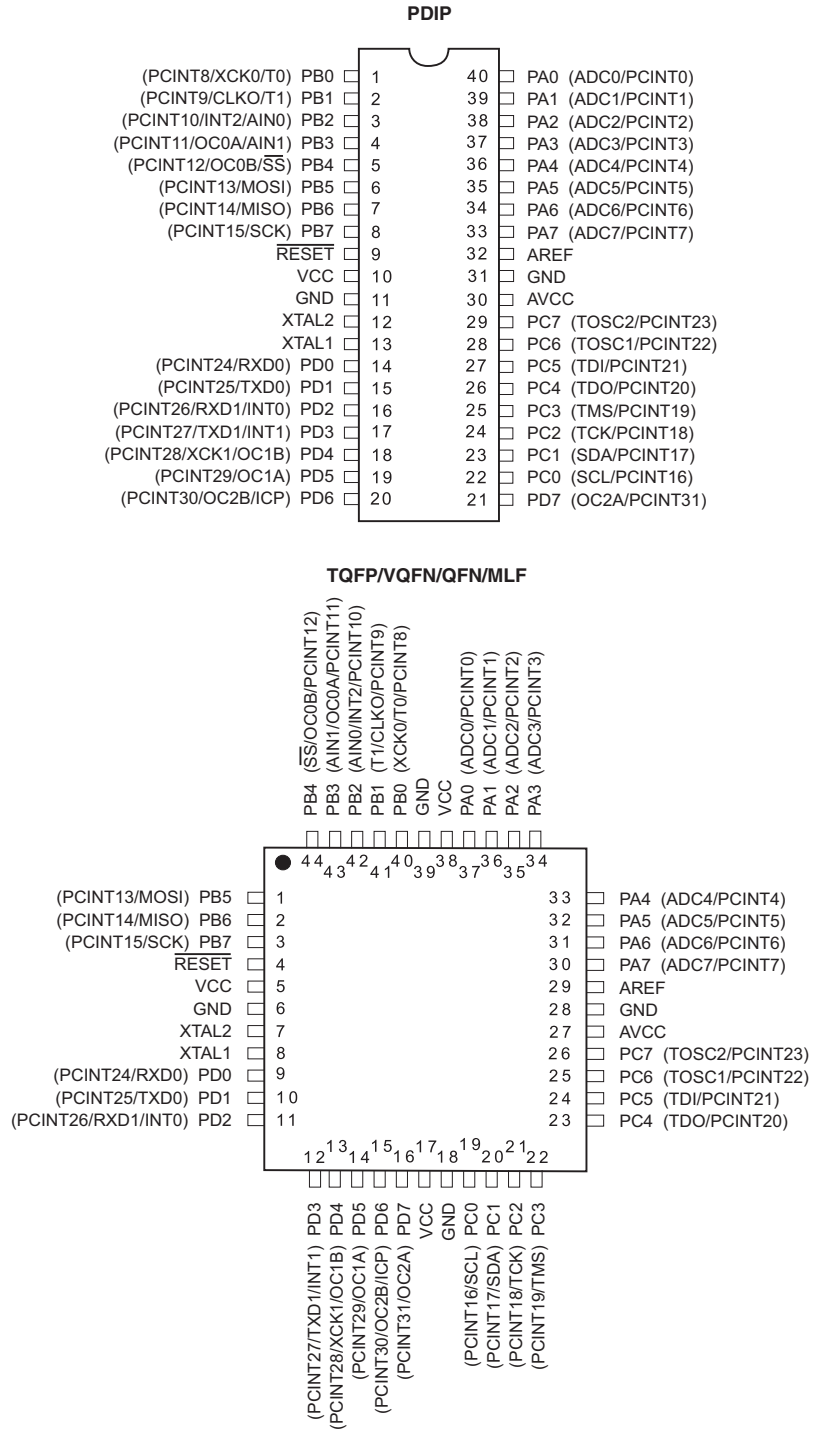 PDIP
(PCINT8/XCK0/T0) PB0 1 40 PA0 (ADC0/PCINT0)
(PCINT9/CLKO/T1) PB1 2 39 PA1 (ADC1/PCINT1)
(PCINT10/INT2/AIN0) PB2 3 38 PA2 (ADC2/PCINT2)
(PCINT11/OC0A/AIN1) PB3 4 37 PA3 (ADC3/PCINT3)
(PCINT12/OC0B/SS) PB4 5 36 PA4 (ADC4/PCINT4)
(PCINT13/MOSI) PB5 6 35 PA5 (ADC5/PCINT5)
(PCINT14/MISO) PB6 7 34 PA6 (ADC6/PCINT6)
(PCINT15/SCK) PB7 8 33 PA7 (ADC7/PCINT7)
RESET 9 32 AREF
VCC 10 31 GND
GND 11 30 AVCC
XTAL2 12 29 PC7 (TOSC2/PCINT23)
XTAL1 13 28 PC6 (TOSC1/PCINT22)
(PCINT24/RXD0) PD0 14 27 PC5 (TDI/PCINT21)
(PCINT25/TXD0) PD1 15 26 PC4 (TDO/PCINT20)
(PCINT26/RXD1/INT0) PD2 16 25 PC3 (TMS/PCINT19)
(PCINT27/TXD1/INT1) PD3 17 24 PC2 (TCK/PCINT18)
(PCINT28/XCK1/OC1B) PD4 18 23 PC1 (SDA/PCINT17)
(PCINT29/OC1A) PD5 19 22 PC0 (SCL/PCINT16)
(PCINT30/OC2B/ICP) PD6 20 21 PD7 (OC2A/PCINT31)
TQFP/VQFN/QFN/MLF
PB4 (SS/OC0B/PCINT12)
PB3 (AIN1/OC0A/PCINT11)
PB2 (AIN0/INT2/PCINT10)
PB1 (T1/CLKO/PCINT9)
PB0 (XCK0/T0/PCINT8)
GND
VCC
PA0 (ADC0/PCINT0)
PA1 (ADC1/PCINT1)
PA2 (ADC2/PCINT2)
PA3 (ADC3/PCINT3)
44 43 42 41 40 39 38 37 36 35 34
(PCINT13/MOSI) PB5 1 33 PA4 (ADC4/PCINT4)
(PCINT14/MISO) PB6 2 32 PA5 (ADC5/PCINT5)
(PCINT15/SCK) PB7 3 31 PA6 (ADC6/PCINT6)
RESET 4 30 PA7 (ADC7/PCINT7)
VCC 5 29 AREF
GND 6 28 GND
XTAL2 7 27 AVCC
XTAL1 8 26 PC7 (TOSC2/PCINT23)
(PCINT24/RXD0) PD0 9 25 PC6 (TOSC1/PCINT22)
(PCINT25/TXD0) PD1 10 24 PC5 (TDI/PCINT21)
(PCINT26/RXD1/INT0) PD2 11 23 PC4 (TDO/PCINT20)
12 13 14 15 16 17 18 19 20 21 22
(PCINT27/TXD1/INT1) PD3
(PCINT28/XCK1/OC1B) PD4
(PCINT29/OC1A) PD5
(PCINT30/OC2B/ICP) PD6
(PCINT31/OC2A) PD7
VCC
GND
(PCINT16/SCL) PC0
(PCINT17/SDA) PC1
(PCINT18/TCK) PC2
(PCINT19/TMS) PC3